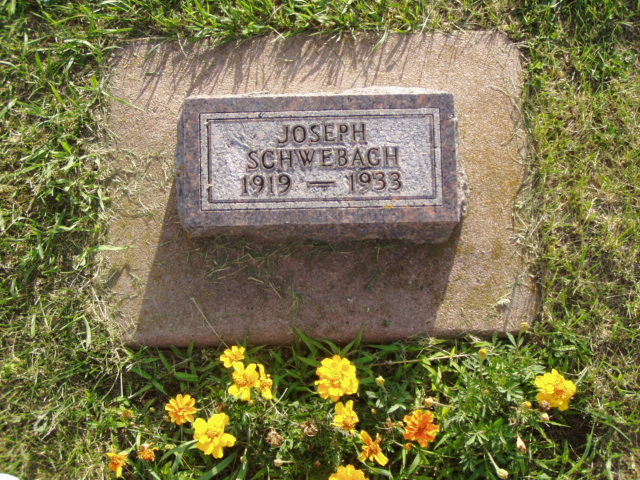 JOSEPH
SCHWEBACH
1919 — 1933